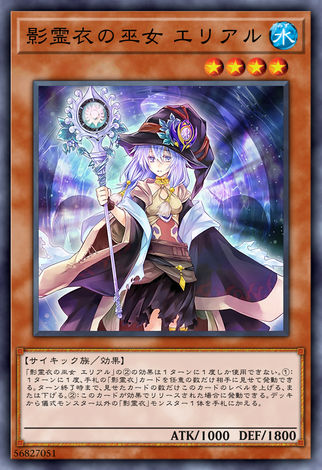 影霊衣の巫女 エリアル
水
【サイキック族／効果】
「影霊衣の巫女 エリアル」の②の効果は１ターンに１度しか使用できない。①：
１ターンに１度、手札の「影霊衣」カードを任意の数だけ相手に見せて発動でき
る。ターン終了時まで、見せたカードの数だけこのカードのレベルを上げる、ま
たは下げる。②：このカードが効果でリリースされた場合に発動できる。デッキ
から儀式モンスター以外の「影霊衣」モンスター１体を手札に加える。
ATK/1000 DEF/1800
56827051